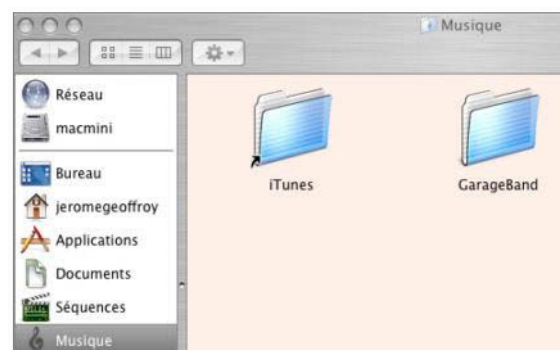 Musique
Réseau
macmini
Bureau
jeromegeoffroy
Applications
Documents
Séquences
Musique
iTunes
GarageBand